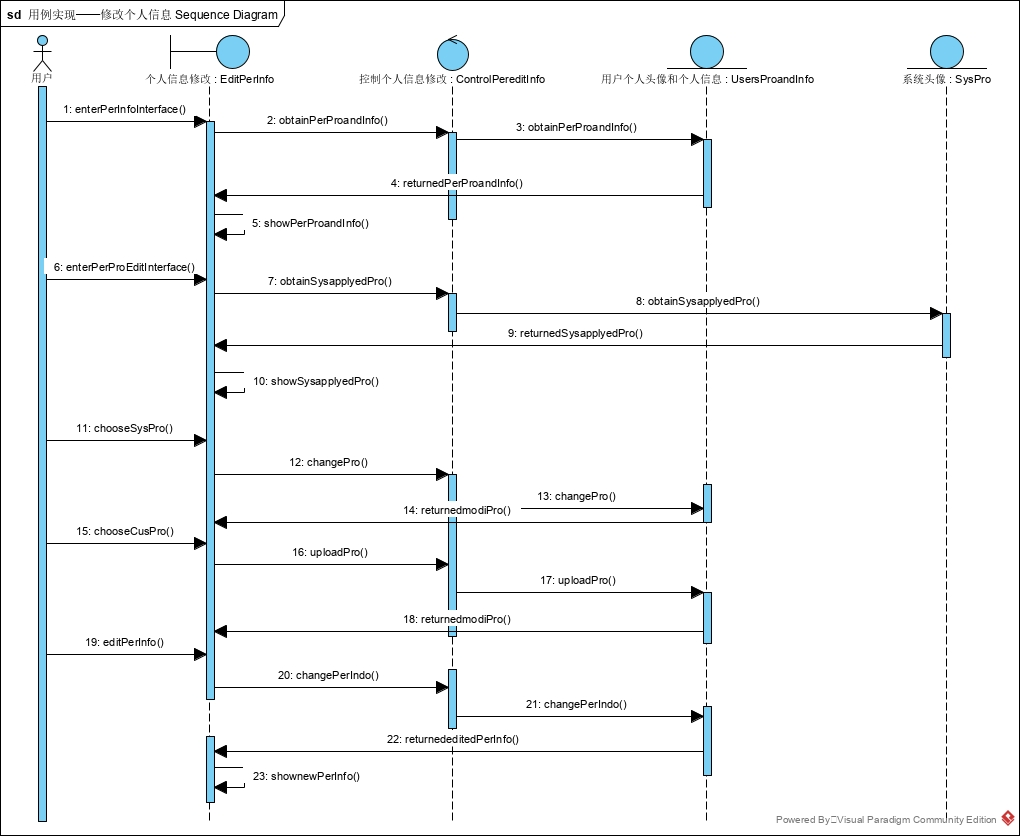 sd 用例实现——修改个人信息 Sequence Diagram
用户
个人信息修改 : EditPerInfo
控制个人信息修改 : ControlPereditInfo
用户个人头像和个人信息 : UsersProandInfo
系统头像 : SysPro
1: enterPerInfoInterface()
2: obtainPerProandInfo()
3: obtainPerProandInfo()
4: returnedPerProandInfo()
5: showPerProandInfo()
6: enterPerProEditInterface()
7: obtainSysapplyedPro()
8: obtainSysapplyedPro()
9: returnedSysapplyedPro()
10: showSysapplyedPro()
11: chooseSysPro()
12: changePro()
13: changePro()
14: returnedmodiPro()
15: chooseCusPro()
16: uploadPro()
17: uploadPro()
18: returnedmodiPro()
19: editPerInfo()
20: changePerIndo()
21: changePerIndo()
22: returnededitedPerInfo()
23: shownewPerInfo()
Powered By Visual Paradigm Community Edition